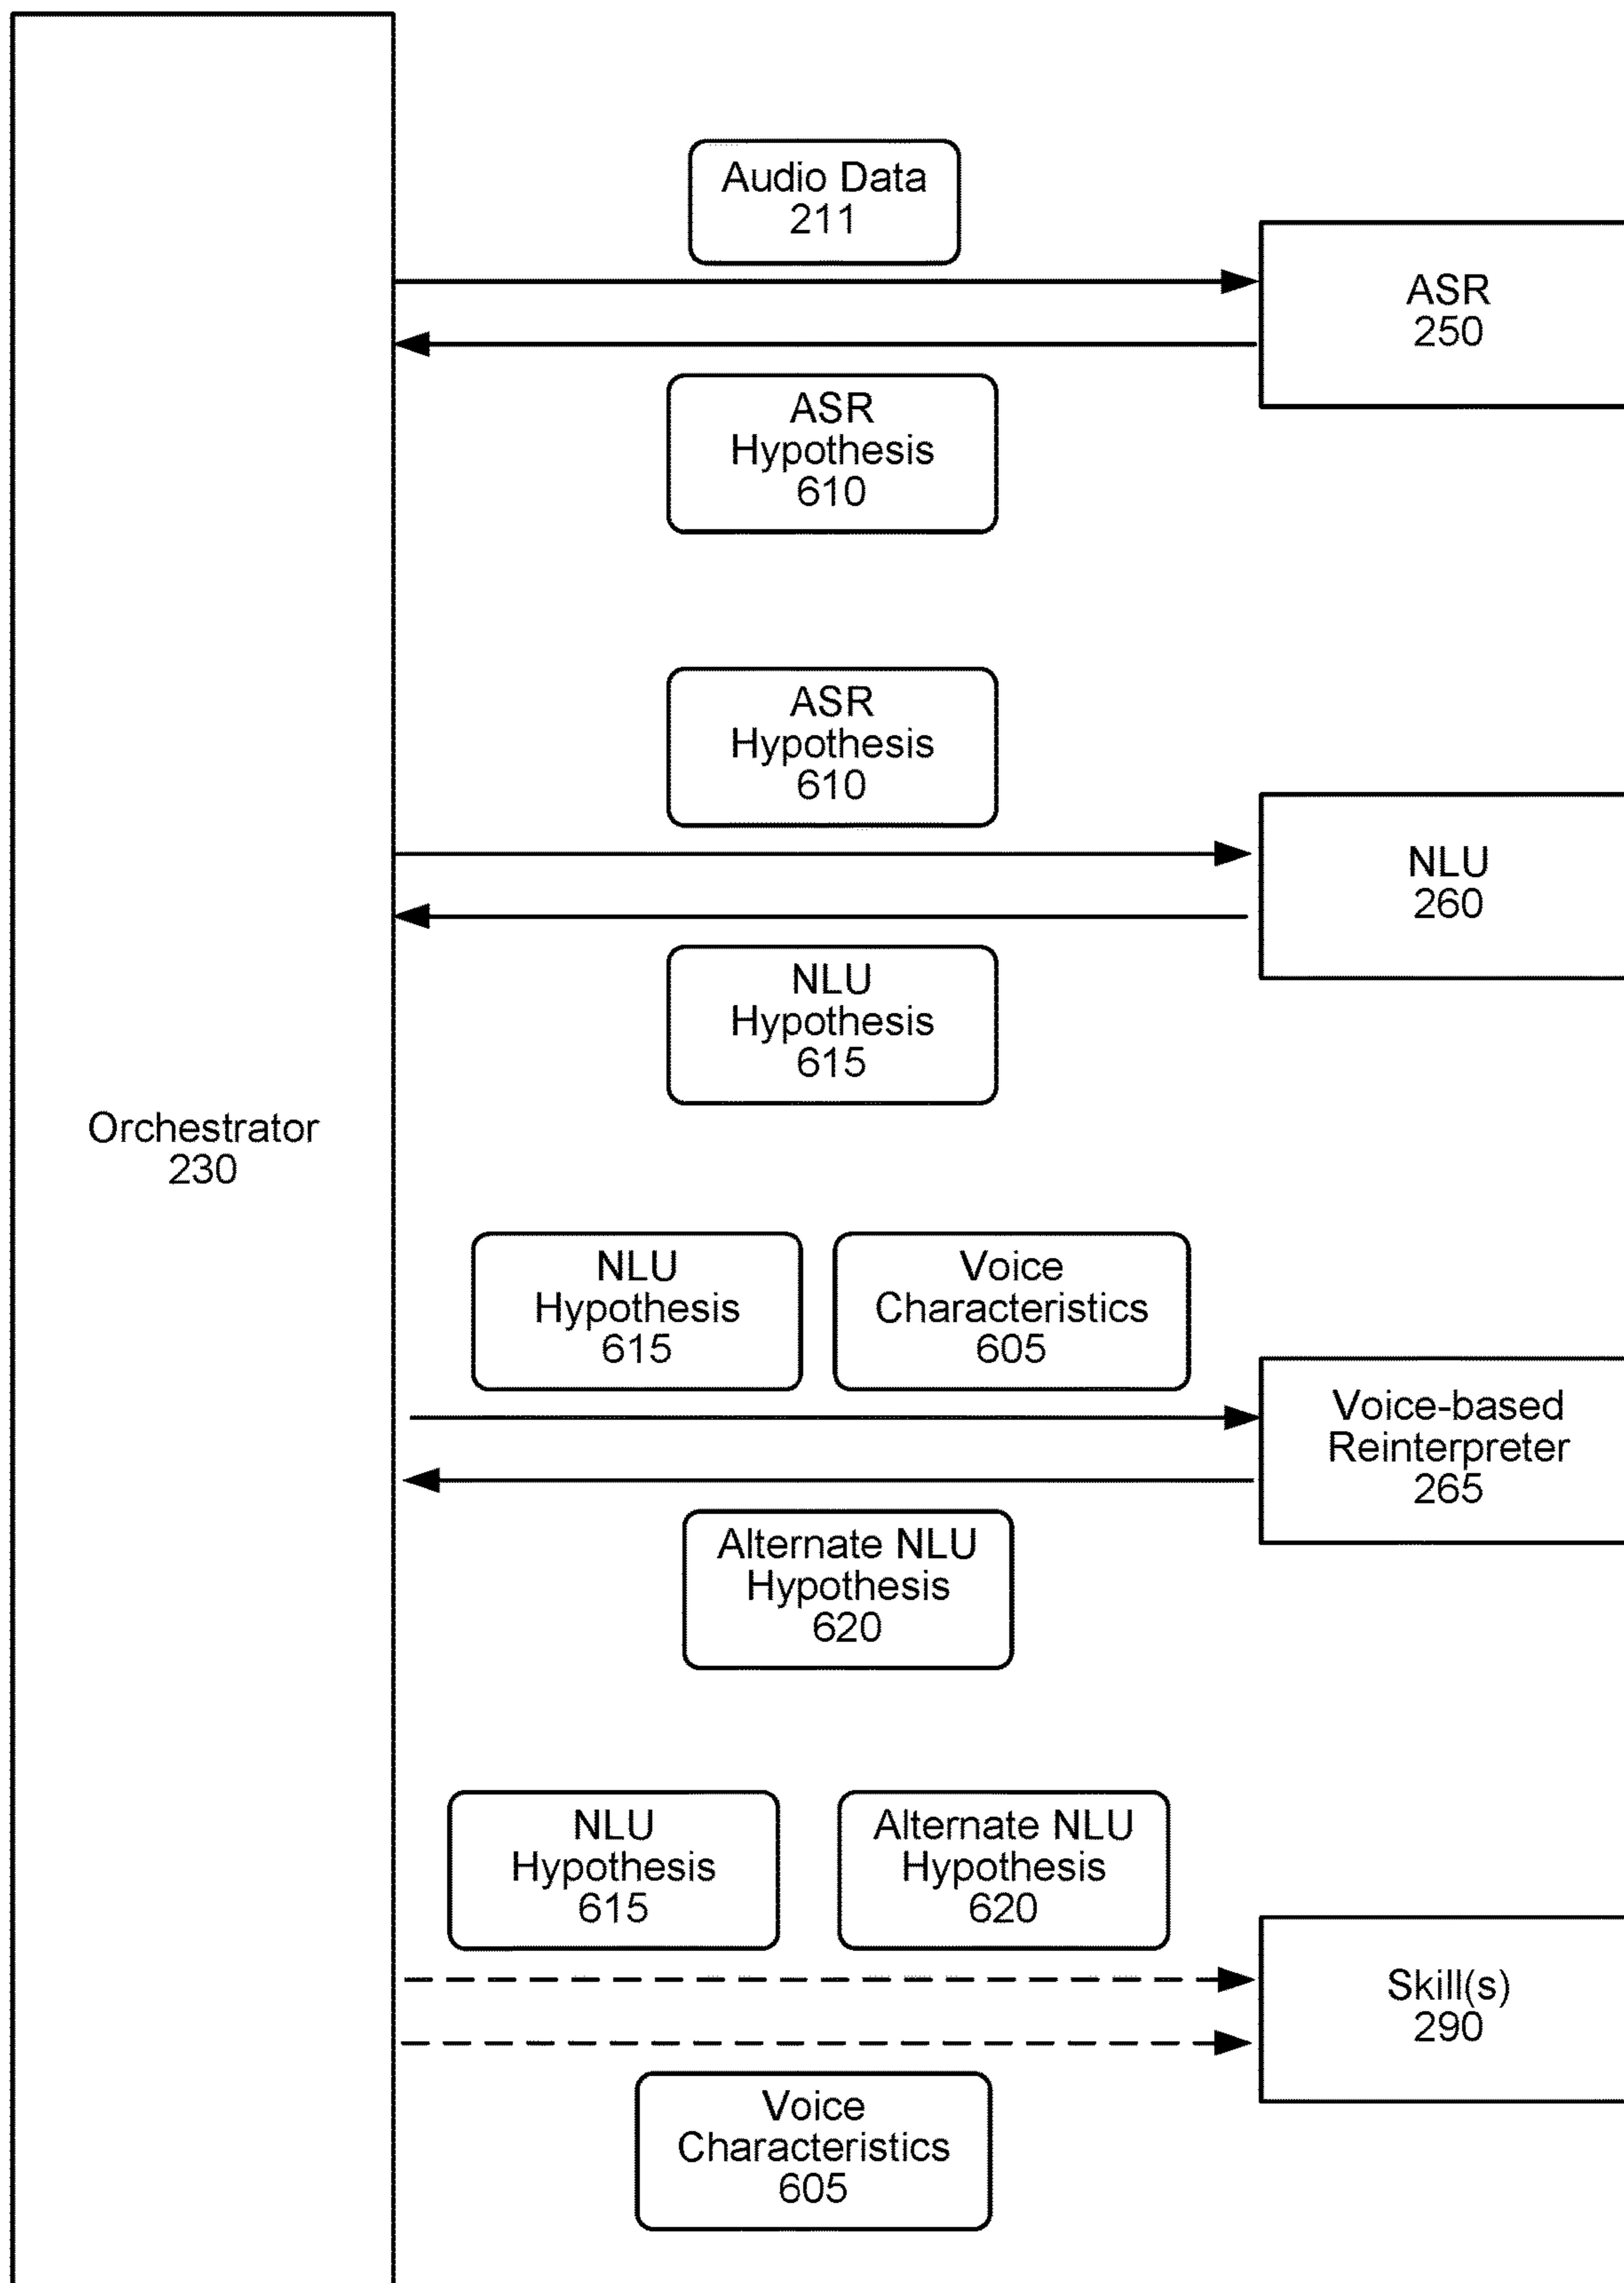 Audio Data
211
ASR
250
ASR
Hypothesis
610
ASR
Hypothesis
610
NLU
260
NLU
Hypothesis
615
Orchestrator
230
NLU
Hypothesis
615
Voice
Characteristics
605
Voice-based
Reinterpreter
265
Alternate NLU
Hypothesis
620
NLU
Hypothesis
615
Alternate NLU
Hypothesis
620
Skill(s)
290
Voice
Characteristics
605